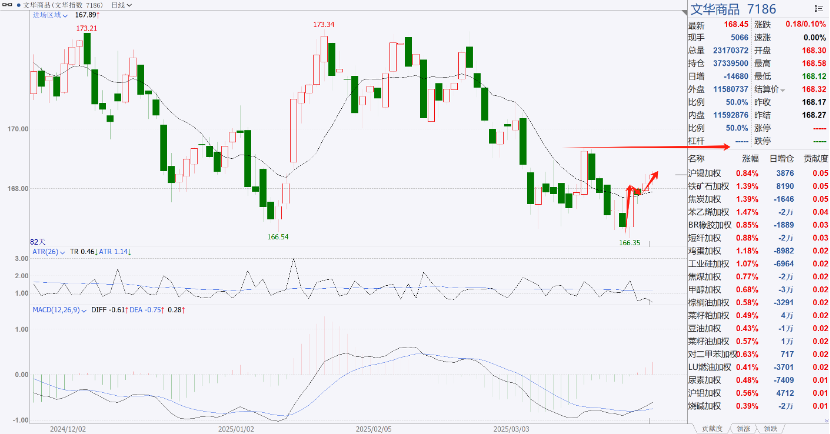 文华商品(文华指数 7186) 日线
进场区域 167.89↑
173.21
173.34
170.00
168.00
166.54
166.35
82天
ATR(26) TR 0.46↓ATR 1.14↓
3.00
2.00
1.00
MACD(12,26,9) DIFF -0.61↑DEA -0.75↑ 0.28↑
1.00
0.00
-1.00
2024/12/02 2025/01/02 2025/02/05 2025/03/03
文华商品 7186
最新 168.45 涨跌 0.18/0.10%
现手 5066 速涨 0.00%
总量 23170372 开盘 168.30
持仓 37339500 最高 168.58
日增 -14680 最低 168.12
外盘 11580737 结算价 168.32
比例 50.0% 昨收 168.17
内盘 11592876 昨结 168.27
比例 50.0% 涨停 -----
杠杆 ----- 跌停 -----
名称 涨幅 日增仓 贡献度
沪锡加权 0.84% 3876 0.05
铁矿石加权 1.39% 8190 0.05
焦炭加权 1.39% -1646 0.05
苯乙烯加权 1.47% -2万 0.04
BR橡胶加权 0.85% -1889 0.03
短纤加权 0.88% -2万 0.03
鸡蛋加权 1.18% -8982 0.02
工业硅加权 1.07% -6964 0.02
焦煤加权 0.77% -2万 0.02
甲醇加权 0.68% -3万 0.02
棕榈油加权 0.58% -3291 0.02
菜籽粕加权 0.49% 4万 0.02
豆油加权 0.43% -1万 0.02
菜籽油加权 0.57% 1万 0.02
对二甲苯加权 0.63% 717 0.02
LU燃油加权 0.41% -3701 0.02
尿素加权 0.48% -7409 0.01
沪铝加权 0.56% 4712 0.01
烧碱加权 0.39% -2万 0.01
贡献度 领涨 领跌